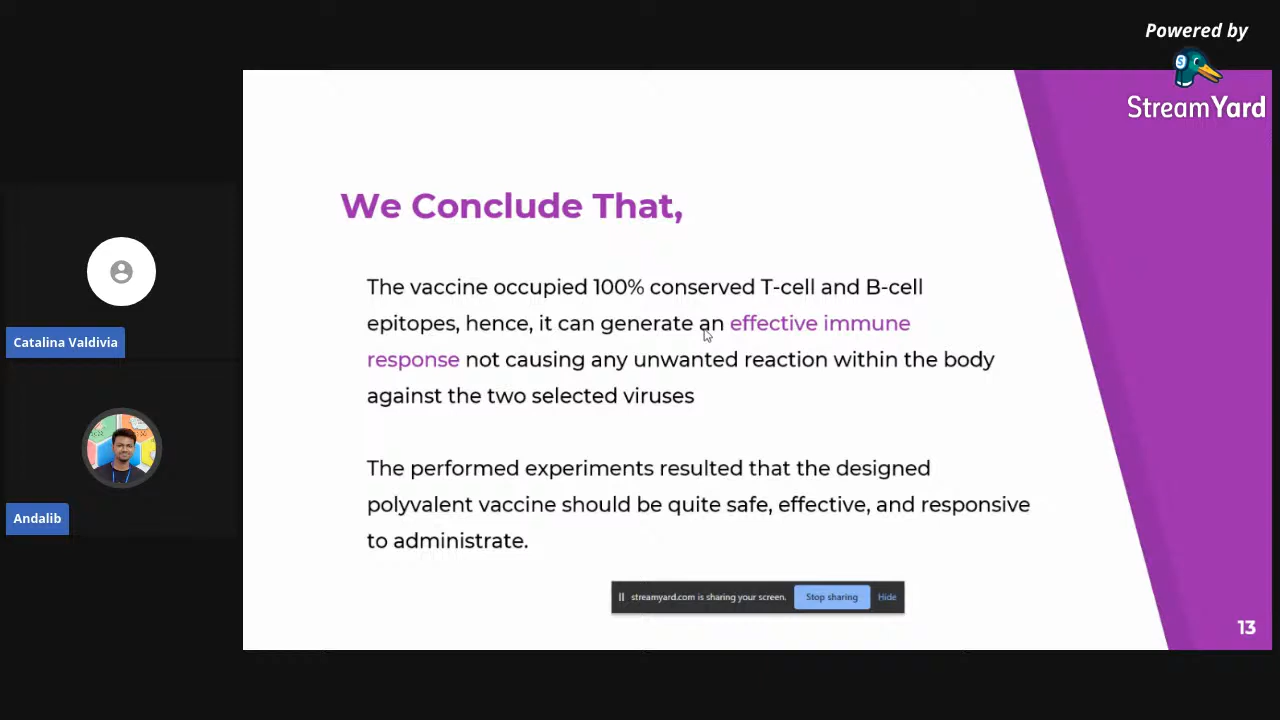 Powered by
StreamYard
We Conclude That,
The vaccine occupied 100% conserved T-cell and B-cell
epitopes, hence, it can generate an effective immune
response not causing any unwanted reaction within the body
against the two selected viruses
The performed experiments resulted that the designed
polyvalent vaccine should be quite safe, effective, and responsive
to administrate.
Catalina Valdivia
Andalib
streamyard.com is sharing your screen. Stop sharing Hide
13